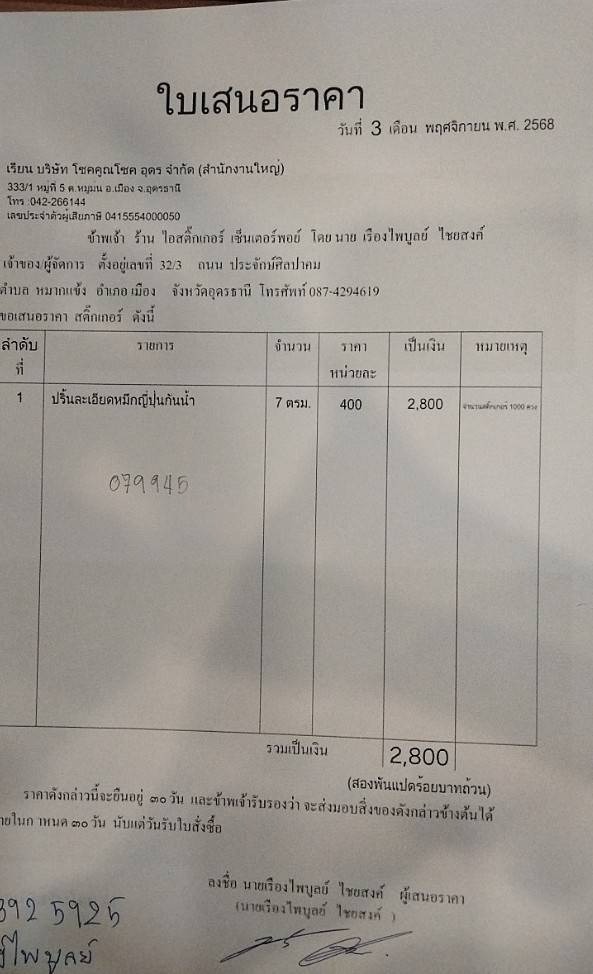 ใบเสนอราคา
วันที่ 3 เดือน พฤศจิกายน พ.ศ. 2568
เรียน บริษัท โชคคูณโชค อุดร จำกัด (สำนักงานใหญ่)
333/1 หมู่ที่ 5 ต.หมูม่น อ.เมือง จ.อุดรธานี
โทร :042-266144
เลขประจำตัวผู้เสียภาษี 0415554000050
ข้าพเจ้า ร้าน ไอสติ๊กเกอร์ เซ็นเตอร์พอย์ โดย นาย เรืองไพบูลย์ ไชยสงค์
เจ้าของ/ผู้จัดการ ตั้งอยู่เลขที่ 32/3 ถนน ประจักษ์ศิลปาคม
ตำบล หมากแข้ง อำเภอ เมือง จังหวัดอุดรธานี โทรศัพท์ 087-4294619
ขอเสนอราคา สติ๊กเกอร์ ดังนี้
ลำดับที่ รายการ จำนวน ราคาหน่วยละ เป็นเงิน หมายเหตุ
1 ปริ้นละเอียดหมึกญี่ปุ่นกันน้ำ 7 ตรม. 400 2,800 จำนวนสติ๊กเกอร์ 1000 ดวง
079945
รวมเป็นเงิน 2,800
(สองพันแปดร้อยบาทถ้วน)
ราคาดังกล่าวนี้จะยืนอยู่ ๓๐ วัน และข้าพเจ้ารับรองว่า จะส่งมอบสิ่งของดังกล่าวข้างต้นได้
ภายในกำหนด ๓๐ วัน นับแต่วันรับใบสั่งซื้อ
ลงชื่อ นายเรืองไพบูลย์ ไชยสงค์ ผู้เสนอราคา
(นายเรืองไพบูลย์ ไชยสงค์ )
392 5925
ไพบูลย์